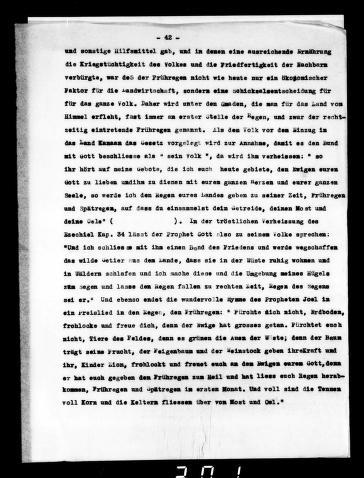 - 42 -
und sonstige Hilfsmittel gab, und in denen eine ausreichende Ernährung
die Kriegstüchtigkeit des Volkes und die Friedfertigkeit der Nachbarn
verbürgte, war der Frühregen nicht wie heute nur ein Ökonomischer
Faktor für die Landwirtschaft, sondern eine Schicksalsentscheidung für
für das ganze Volk. Daher wird unter den Gnaden, die man für das Land vom
Himmel erfleht, fast immer an erster Stelle der Regen, und zwar der recht-
zeitig eintretende Frühregen genannt. Als dem Volk vor dem Einzug in
das Land Kanaan das Gesetz vorgelegt wird zur Annahme, damit es den Bund
mit Gott beschliesse als " sein Volk ", da wird ihm verheissen: " so
ihr hört auf meine Gebote, die ich euch heute gebiete, den Ewigen euren
Gott zu lieben und ihm zu dienen mit eurem ganzen Herzen und eurer ganzen
Seele, so werde ich den Regen eures Landes geben zu seiner Zeit, Frühregen
und Spätregen, auf dass du einsammelst dein Getreide, deinen Most und
deine Oele" ( ). In der tröstlichen Verheissung des
Eschiel Kap. 34 lässt der Prophet Gott also zu seinem Volke sprechen:
"Und ich schliesse mit ihm einen Bund des Friedens und werde wegschaffen
das wilde Getier aus dem Lande, dass sie in der Wüste ruhig wohnen und
in Wäldern schlafen und ich mache diese und die Umgebung meines Hügels
zum Segen und lasse den Regen fallen zu rechten Zeit, Regen des Segens
sei er." Und ebenso endet die wundervolle Hymne des Propheten Joel in
ein Preislied in den Regen, den Frühregen: " Fürchte dich nicht, Erdboden,
frohlocke und freue dich, denn der Ewige hat grosses getan. Fürchtet euch
nicht, Tiere des Feldes, denn es grünen die Auen der Wüste; denn der Baum
trägt seine Frucht, der Feigenbaum und der Weinstock geben ihre Kraft und
ihr, Kinder Zion, frohlockt und freuet euch an dem Ewigen eurem Gott, denn
er hat euch gegeben den Frühregen zum Heil und hat liess euch Regen herab-
kommen, Frühregen und Spätregen im ersten Monat. Und voll sind die Tennen
voll Korn und die Keltern fliessen über von Most und Oel."
301